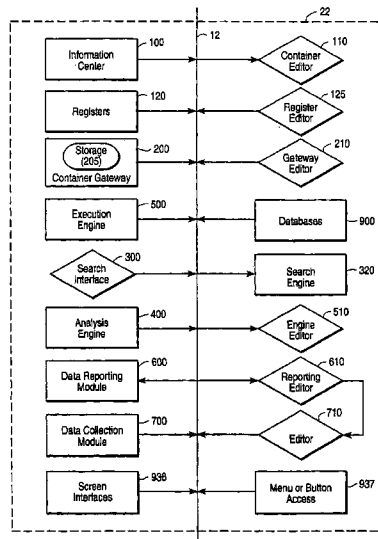 22
12
Information
Center
100
Container
Editor
110
Registers
120
Register
Editor
125
Storage
(205)
Container Gateway
200
Gateway
Editor
210
Execution
Engine
500
Databases
900
Search
Interface
300
Search
Engine
320
Analysis
Engine
400
Engine
Editor
510
Data Reporting
Module
600
Reporting
Editor
610
Data Collection
Module
700
Editor
710
Screen
Interfaces
936
Menu or Button
Access
937